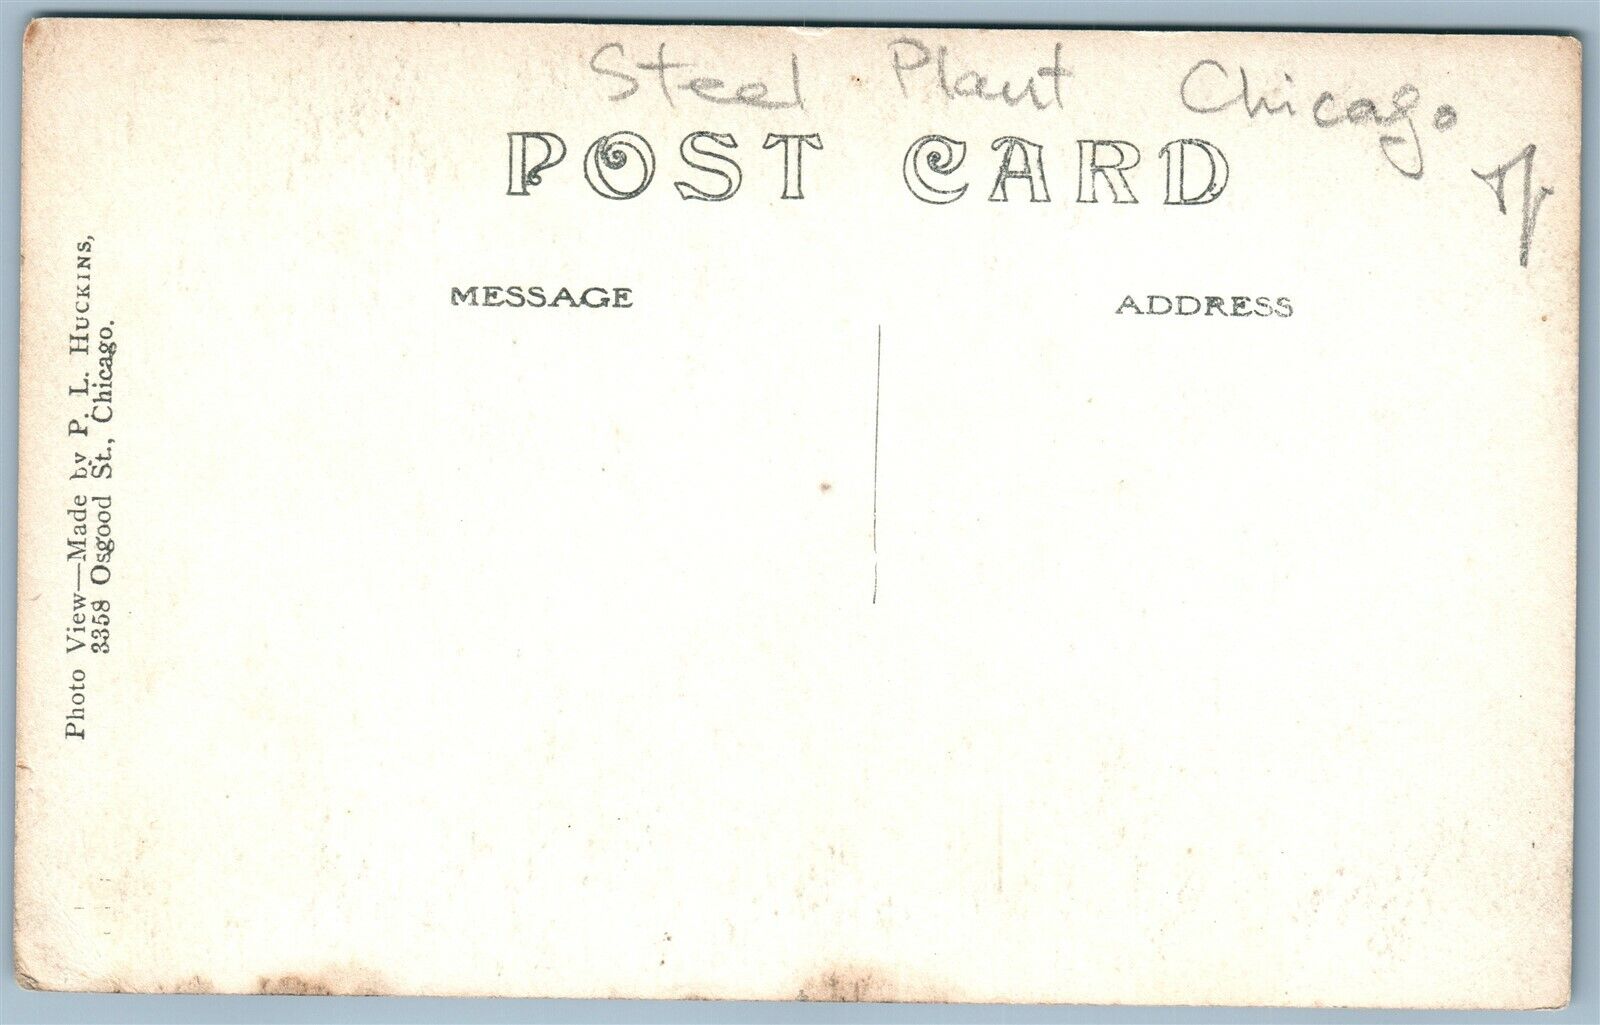 Steel Plant Chicago
POST CARD
MESSAGE
ADDRESS
Photo View—Made by P. L. HUCKINS,
3358 Osgood St., Chicago.